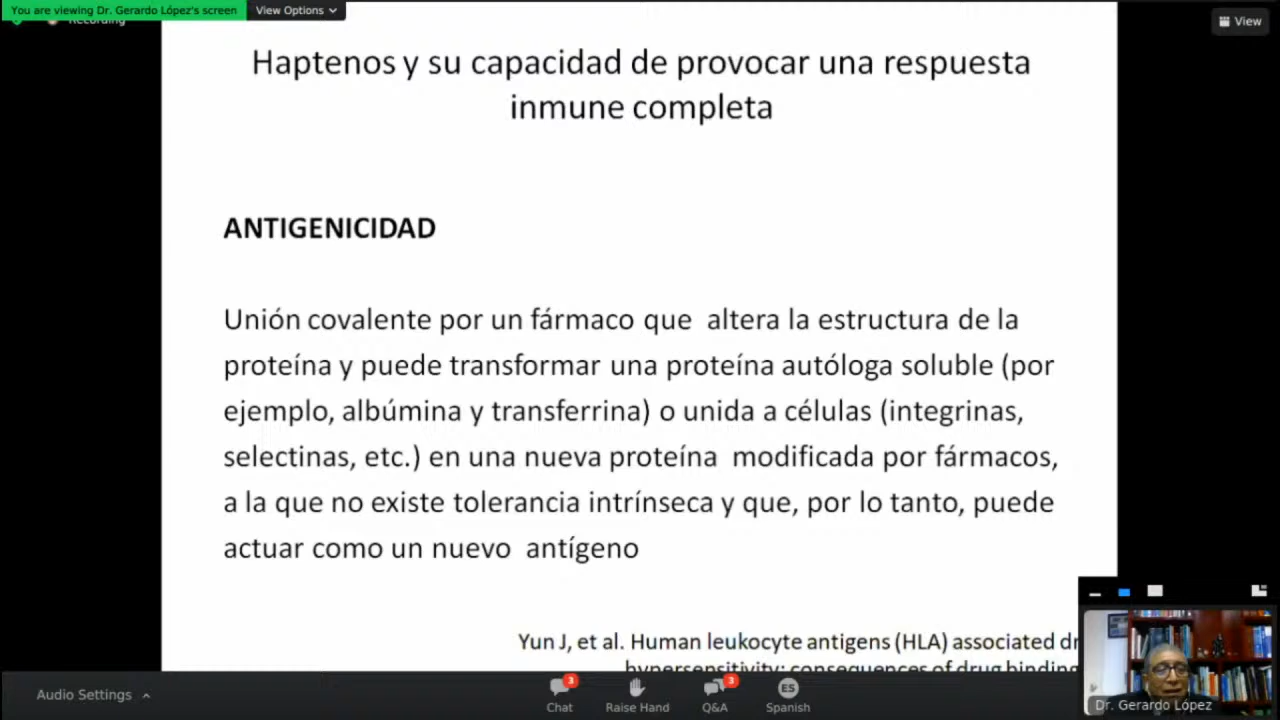 You are viewing Dr. Gerardo López's screen
View Options
Recording
View
Haptenos y su capacidad de provocar una respuesta
inmune completa
ANTIGENICIDAD
Unión covalente por un fármaco que altera la estructura de la
proteína y puede transformar una proteína autóloga soluble (por
ejemplo, albúmina y transferrina) o unida a células (integrinas,
selectinas, etc.) en una nueva proteína modificada por fármacos,
a la que no existe tolerancia intrínseca y que, por lo tanto, puede
actuar como un nuevo antígeno
Yun J, et al. Human leukocyte antigens (HLA) associated
hypersensitivity: consequences of drug binding
Audio Settings
3
3
ES
Chat
Raise Hand
Q&A
Spanish
Dr. Gerardo López